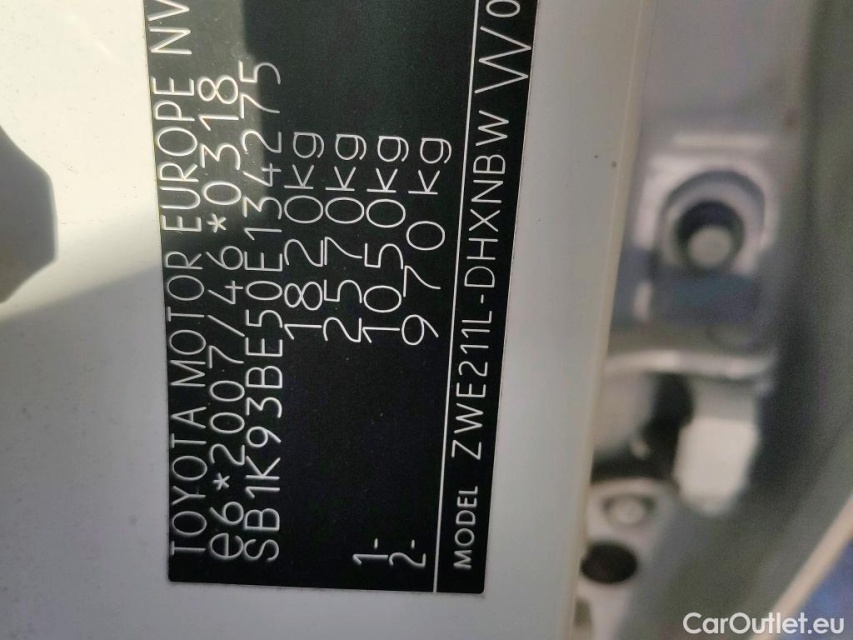 TOYOTA MOTOR EUROPE NV
e6*2007/46*0318
SB1K93BE50E134275
1820kg
2570kg
1- 1050kg
2- 970kg
MODEL ZWE211L-DHXNBW
CarOutlet.eu